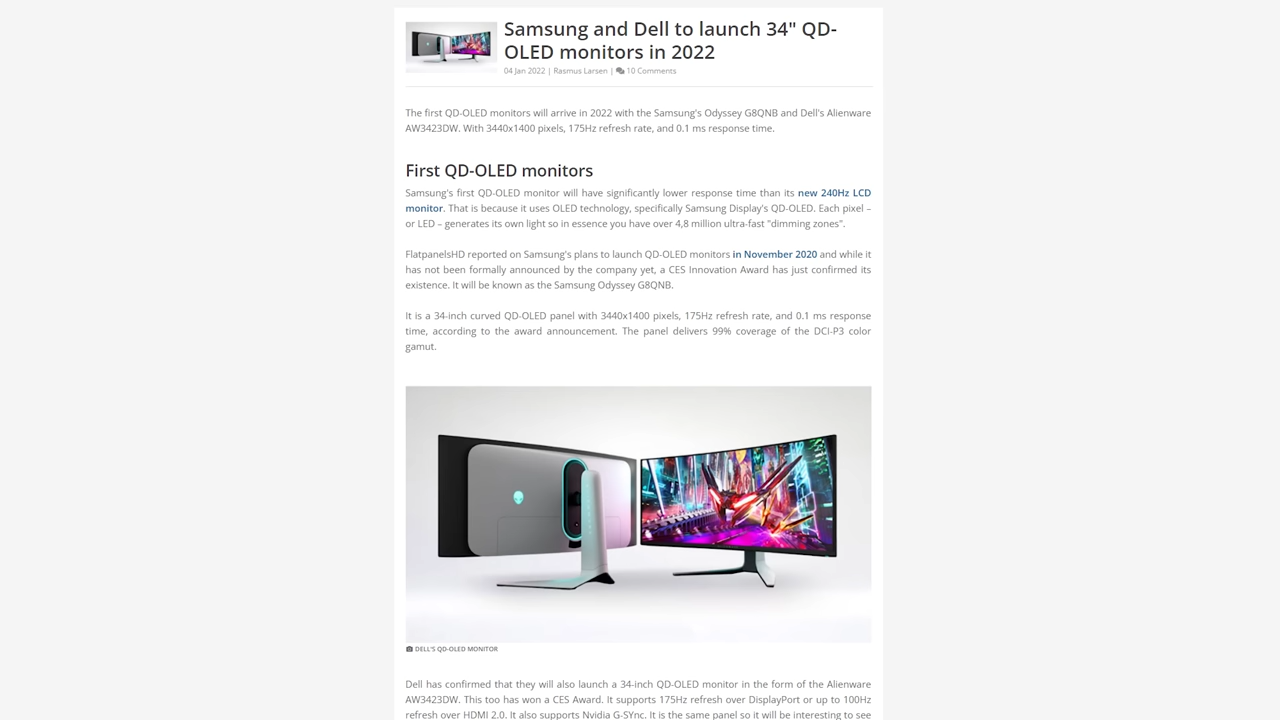 Samsung and Dell to launch 34" QD-
OLED monitors in 2022
04 Jan 2022 | Rasmus Larsen | 10 Comments
The first QD-OLED monitors will arrive in 2022 with the Samsung's Odyssey G8QNB and Dell's Alienware
AW3423DW. With 3440x1400 pixels, 175Hz refresh rate, and 0.1 ms response time.
First QD-OLED monitors
Samsung's first QD-OLED monitor will have significantly lower response time than its new 240Hz LCD
monitor. That is because it uses OLED technology, specifically Samsung Display's QD-OLED. Each pixel –
or LED – generates its own light so in essence you have over 4,8 million ultra-fast "dimming zones".
FlatpanelsHD reported on Samsung's plans to launch QD-OLED monitors in November 2020 and while it
has not been formally announced by the company yet, a CES Innovation Award has just confirmed its
existence. It will be known as the Samsung Odyssey G8QNB.
It is a 34-inch curved QD-OLED panel with 3440x1400 pixels, 175Hz refresh rate, and 0.1 ms response
time, according to the award announcement. The panel delivers 99% coverage of the DCI-P3 color
gamut.
DELL'S QD-OLED MONITOR
Dell has confirmed that they will also launch a 34-inch QD-OLED monitor in the form of the Alienware
AW3423DW. This too has won a CES Award. It supports 175Hz refresh over DisplayPort or up to 100Hz
refresh over HDMI 2.0. It also supports Nvidia G-SYnc. It is the same panel so it will be interesting to see